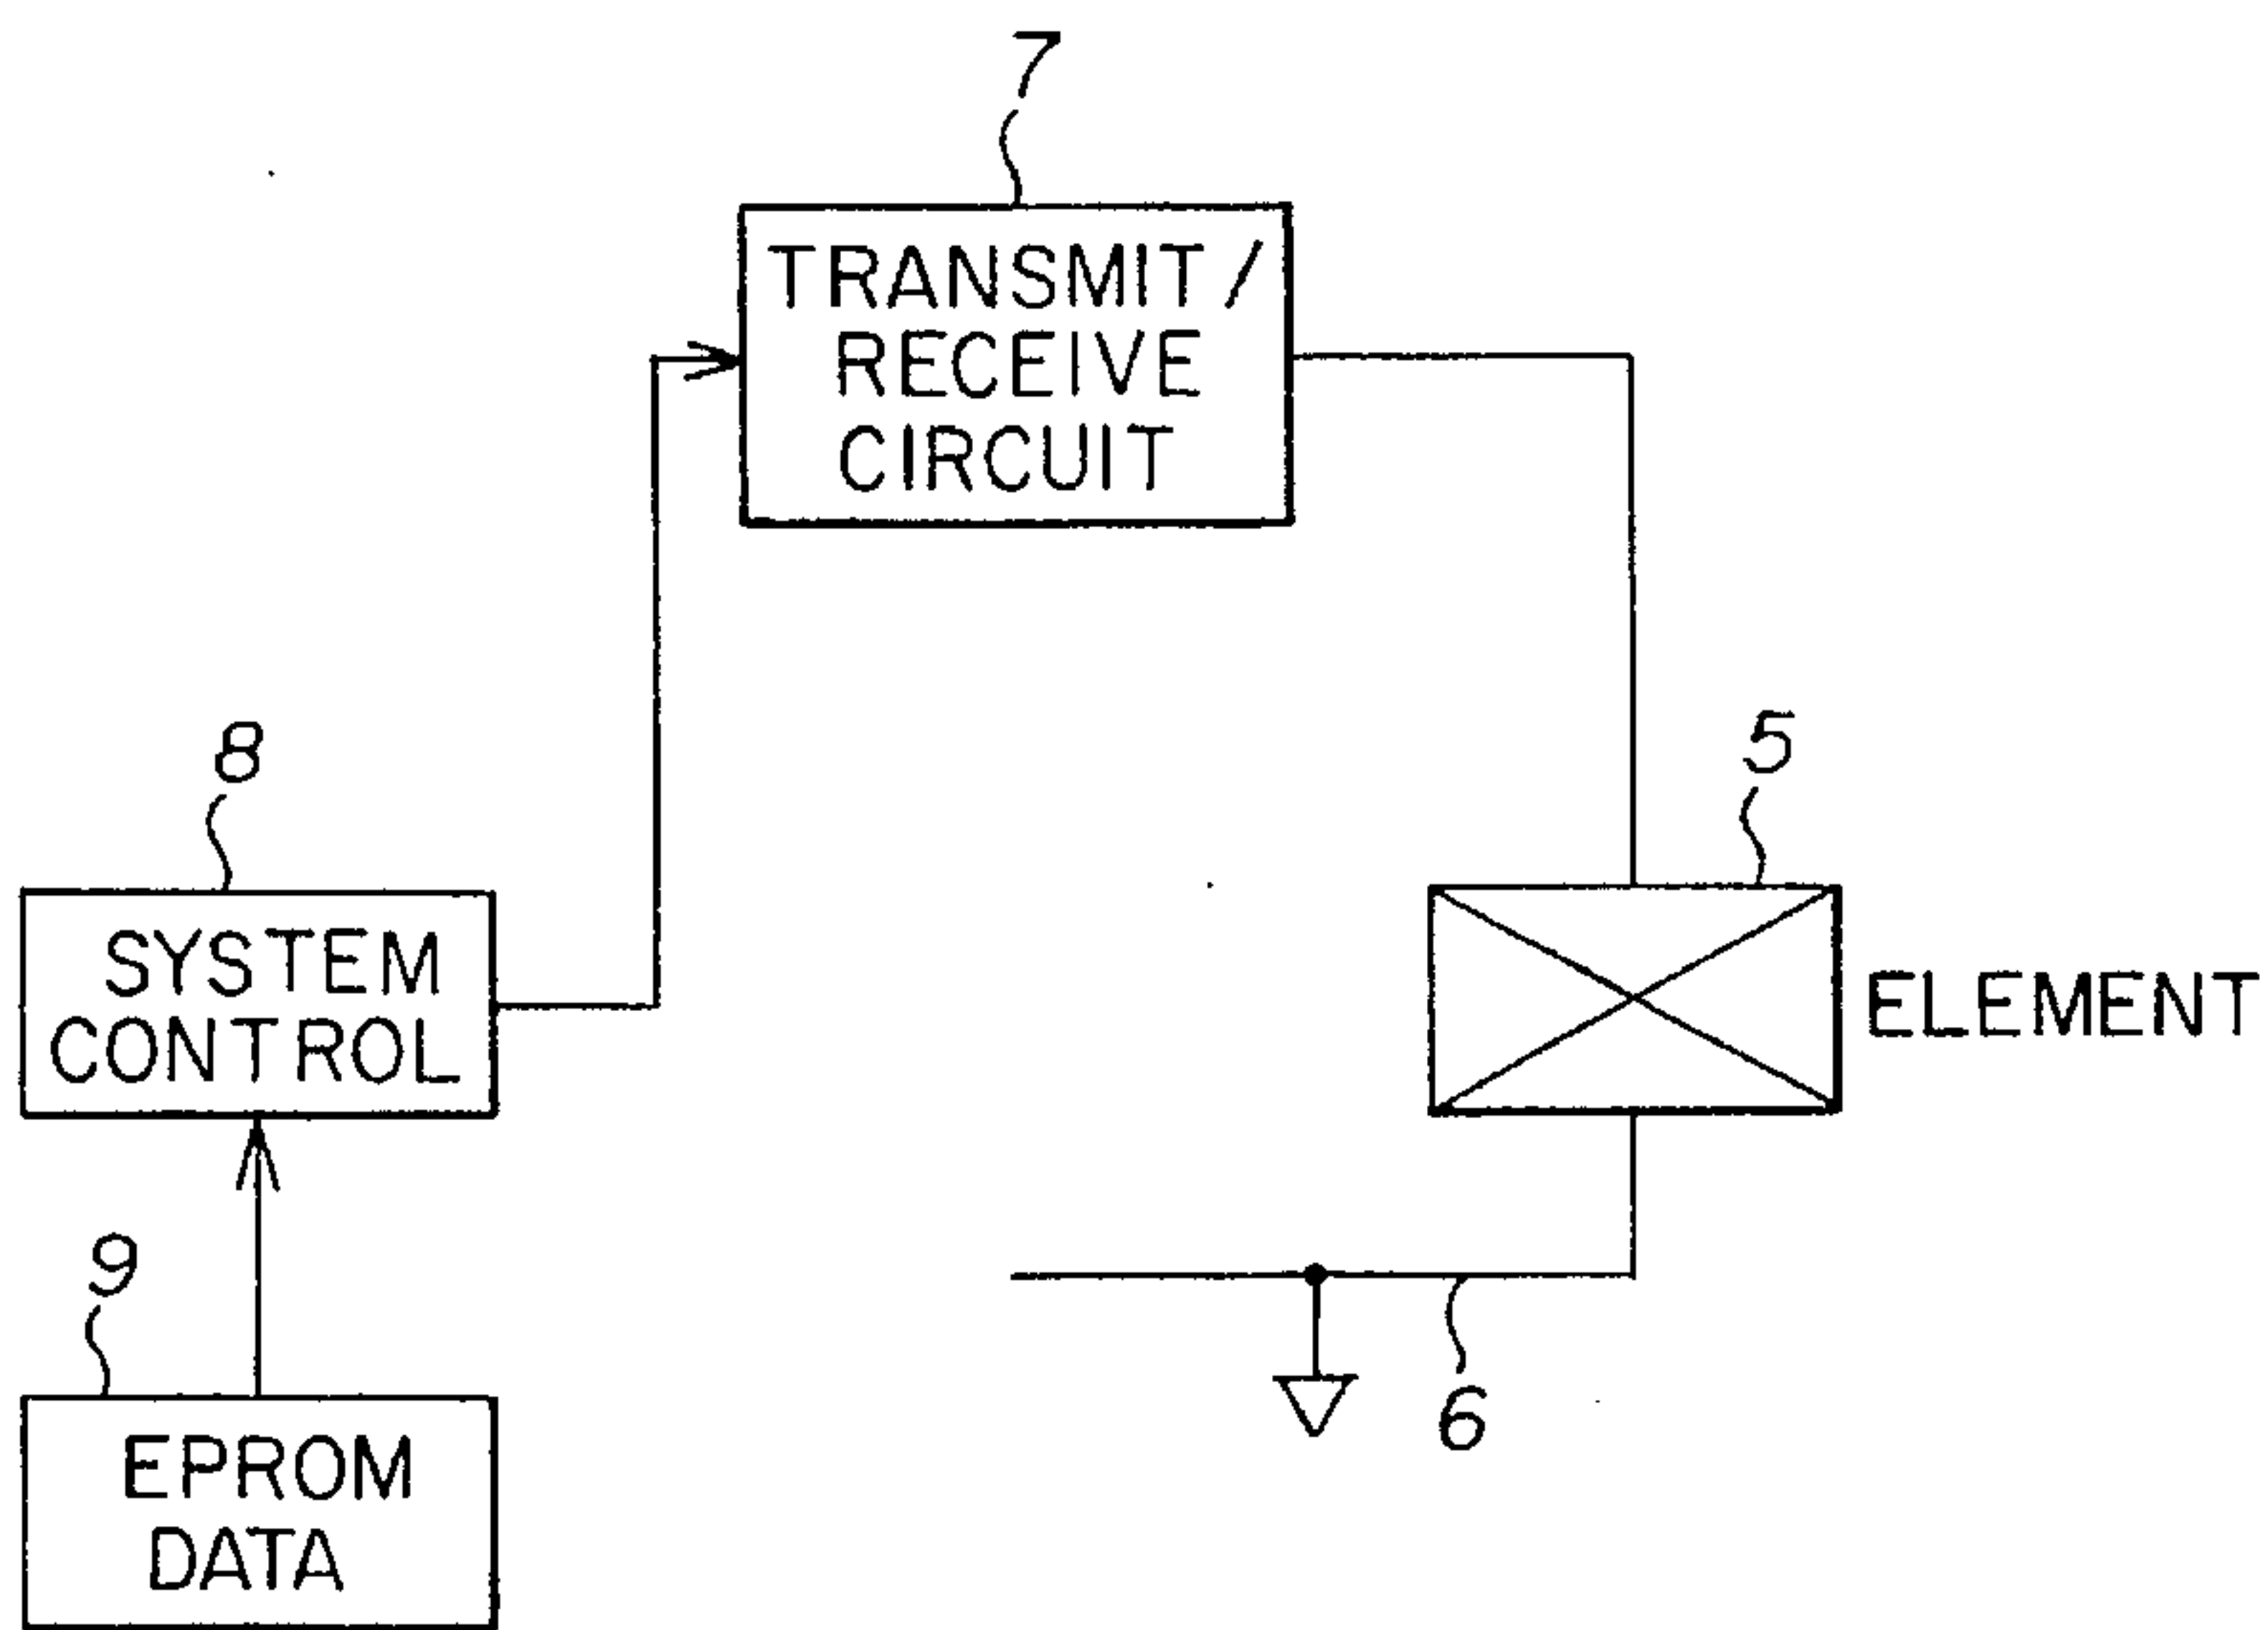 7
TRANSMIT/
RECEIVE
CIRCUIT
8
SYSTEM
CONTROL
5
ELEMENT
9
EPROM
DATA
6